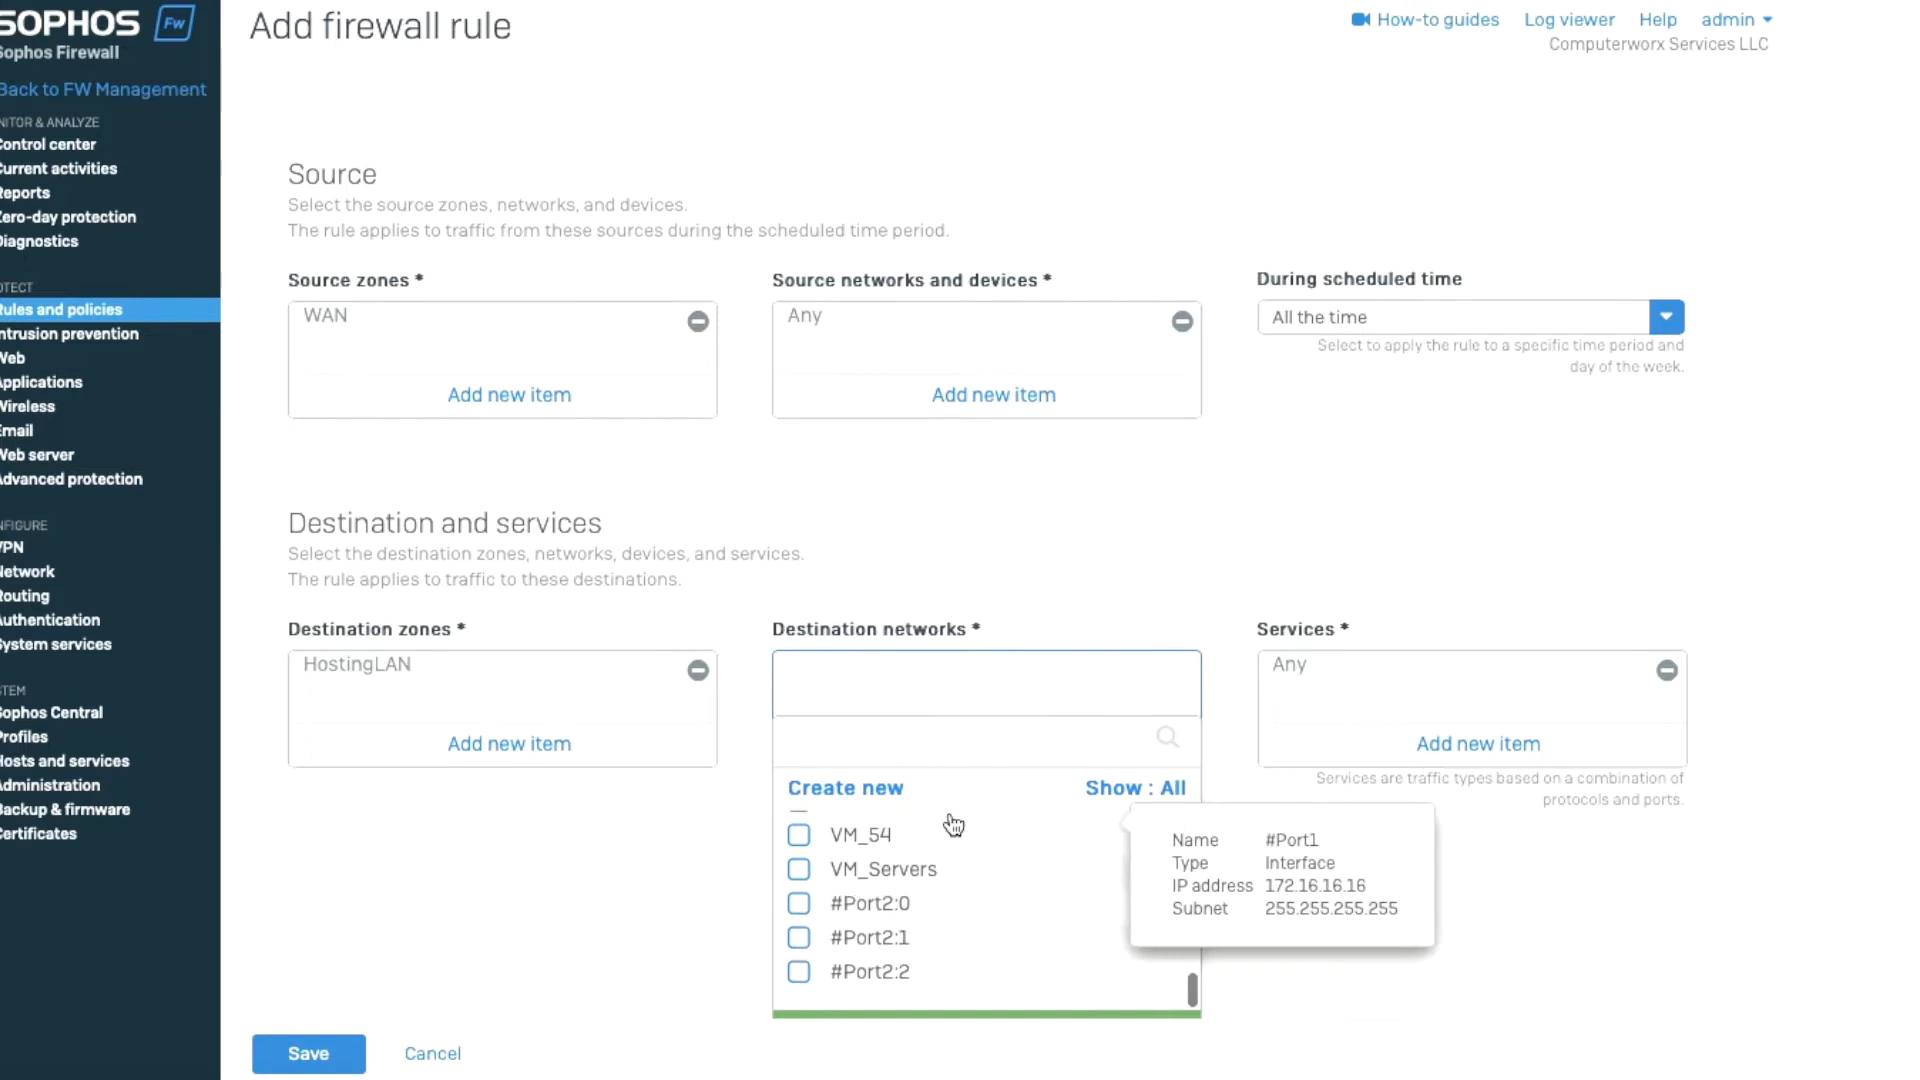 SOPHOS Fw
Sophos Firewall
Back to FW Management
NITOR & ANALYZE
Control center
Current activities
Reports
Zero-day protection
Diagnostics
OTECT
Rules and policies
Intrusion prevention
Web
Applications
Wireless
Email
Web server
Advanced protection
NFIGURE
VPN
Network
Routing
Authentication
System services
STEM
Sophos Central
Profiles
Hosts and services
Administration
Backup & firmware
Certificates
Add firewall rule
How-to guides Log viewer Help admin
Computerworx Services LLC
Source
Select the source zones, networks, and devices.
The rule applies to traffic from these sources during the scheduled time period.
Source zones *
WAN
Add new item
Source networks and devices *
Any
Add new item
During scheduled time
All the time
Select to apply the rule to a specific time period and
day of the week.
Destination and services
Select the destination zones, networks, devices, and services.
The rule applies to traffic to these destinations.
Destination zones *
HostingLAN
Add new item
Destination networks *
Create new Show : All
VM_54
VM_Servers
#Port2:0
#Port2:1
#Port2:2
Services *
Any
Add new item
Services are traffic types based on a combination of
protocols and ports.
Name #Port1
Type Interface
IP address 172.16.16.16
Subnet 255.255.255.255
Save Cancel